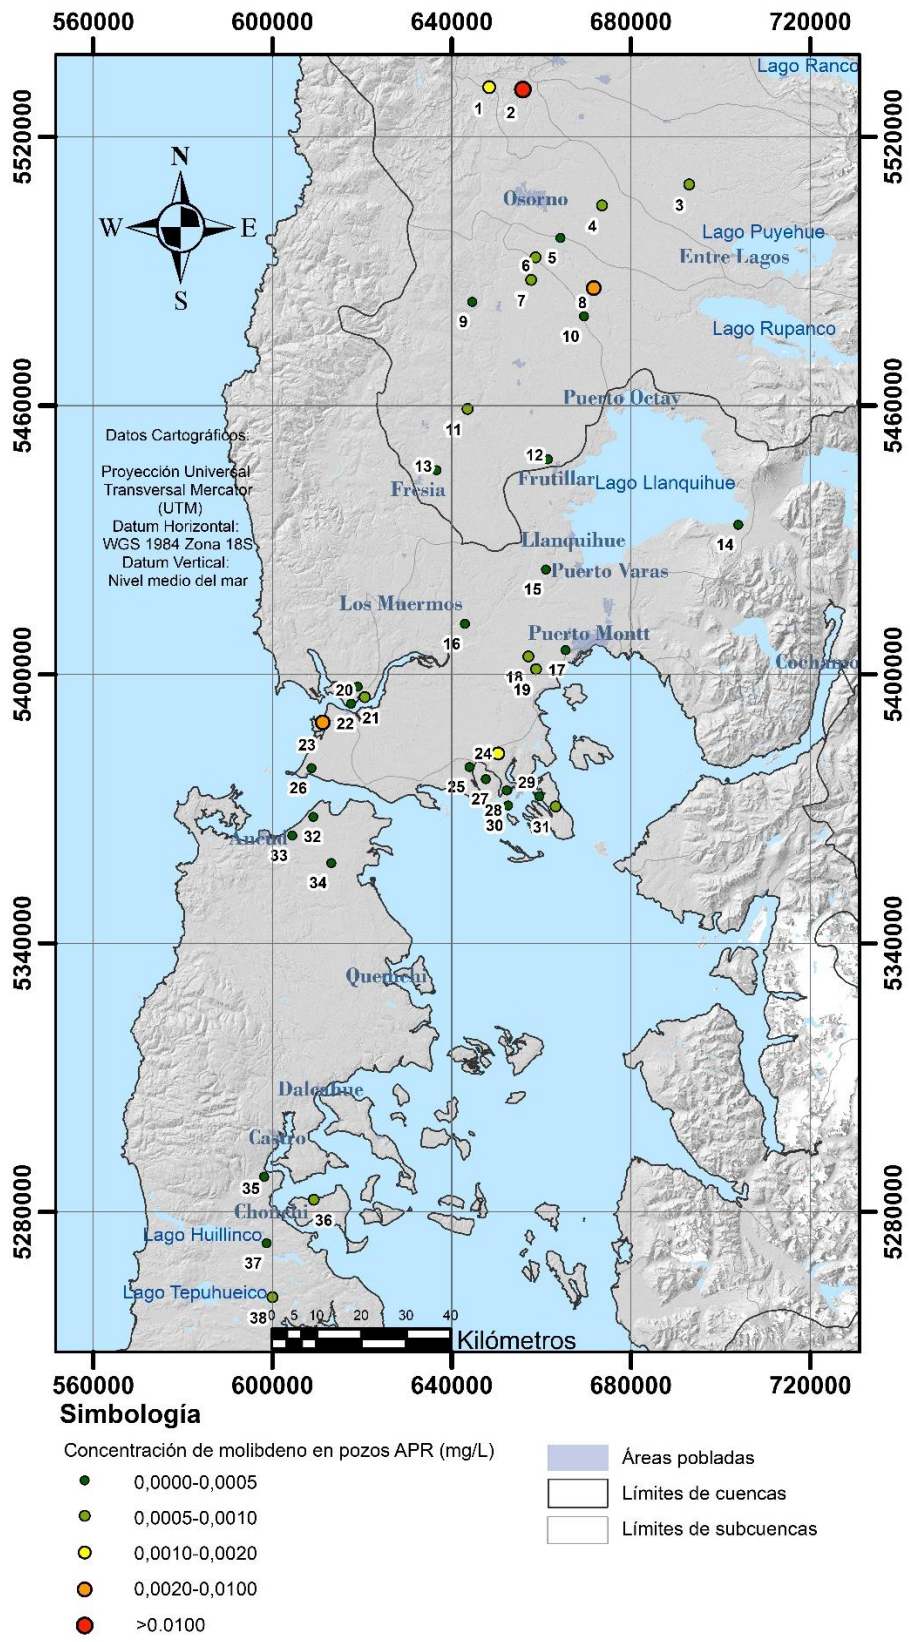 560000 600000 640000 680000 720000
Lago Ranco
1 2
5520000 5520000
N
W E
S
3
Osorno
4
Lago Puyehue
5
Entre Lagos
6
7 8
9
10
Lago Rupanco
Puerto Octay
5460000 5460000
11
Datos Cartográficos:
12
13
Proyección Universal
Transversal Mercator
(UTM)
Datum Horizontal:
WGS 1984 Zona 18S
Datum Vertical:
Nivel medio del mar
Frutillar
Lago Llanquihue
Fresia
14
Llanquihue
Puerto Varas
15
Los Muermos
16
Puerto Montt
17
Cochamo
18
19
5400000 5400000
20
21
22
23
24
25
26
27
28
29
30
31
32
Ancud
33
34
5340000 5340000
Quemchi
Dalcahue
Castro
35
Chonchi
36
5280000 5280000
Lago Huillinco
37
Lago Tepuhueico
38
0 5 10 20 30 40
Kilómetros
560000 600000 640000 680000 720000
Simbología
Concentración de molibdeno en pozos APR (mg/L)
0,0000-0,0005
0,0005-0,0010
0,0010-0,0020
0,0020-0,0100
>0.0100
Áreas pobladas
Límites de cuencas
Límites de subcuencas